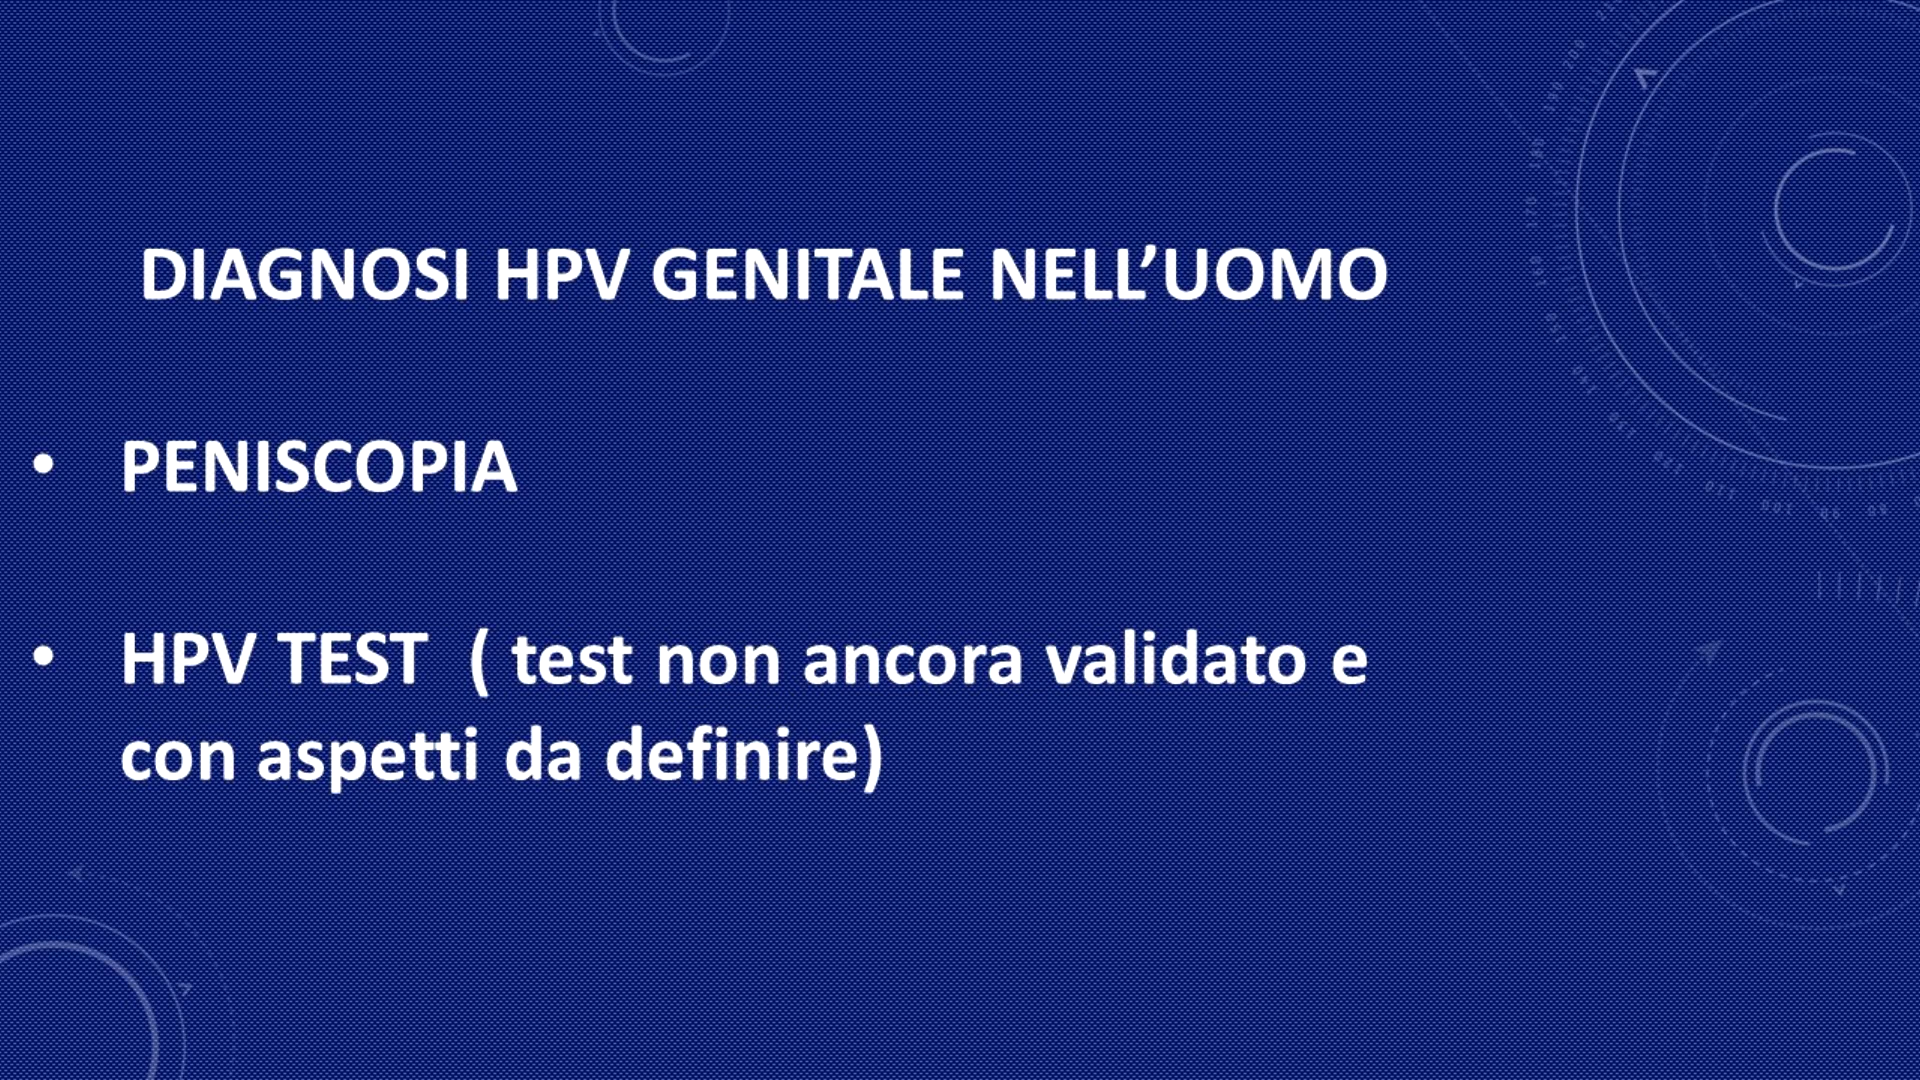 DIAGNOSI HPV GENITALE NELL’UOMO
• PENISCOPIA
• HPV TEST ( test non ancora validato e
con aspetti da definire)